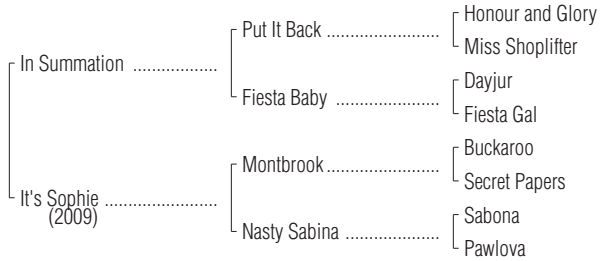 Honour and Glory
Put It Back ....................
Miss Shoplifter
In Summation ...............
Dayjur
Fiesta Baby ..................
Fiesta Gal
Buckaroo
Montbrook....................
Secret Papers
It's Sophie ....................
(2009)
Sabona
Nasty Sabina ................
Pawlova